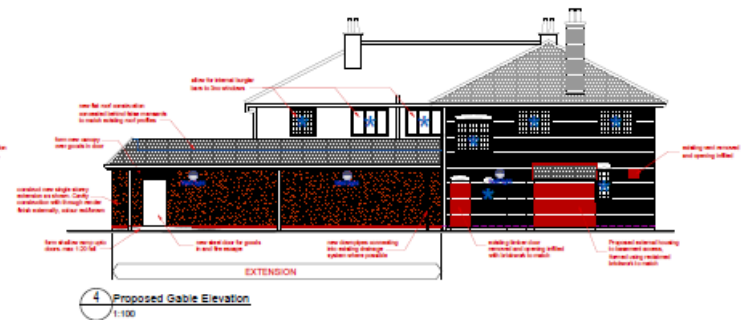 allow for internal burglar
bars to 3no windows
new flat roof construction
concealed behind false mansards
to match existing roof profiles
form new canopy
over goods in door
existing vent removed
and opening infilled
construct new single storey
extension as shown. Cavity
construction with through render
finish externally, colour
form shallow ramp upto
doors, max 1:20 fall
new steel door for goods
in and fire escape
new downpipes connecting
into existing drainage
system where possible
existing timber door
removed and opening infilled
with brickwork to match
Proposed external housing
to basement access,
formed using reclaimed
brickwork to match
EXTENSION
4 Proposed Gable Elevation
1:100